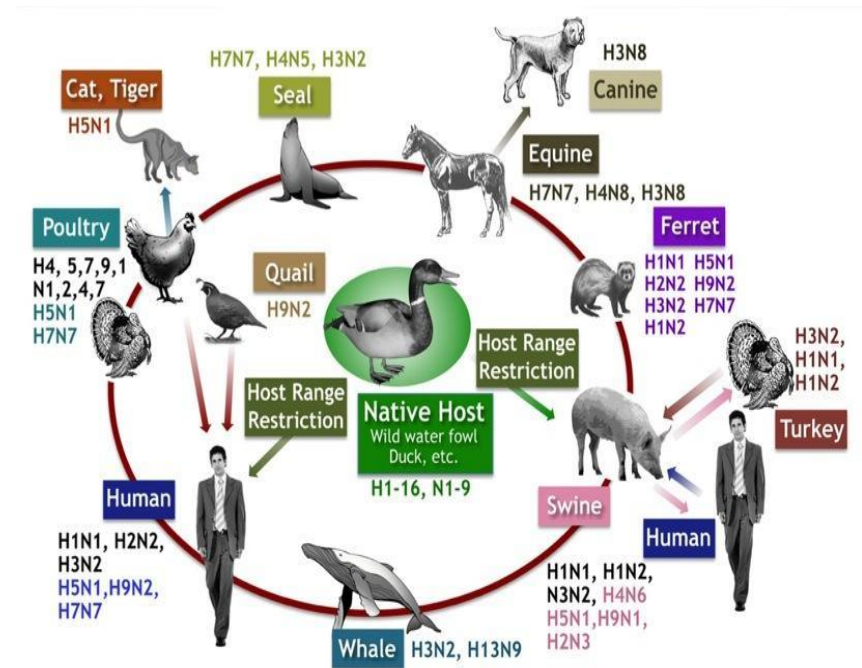 H7N7, H4N5, H3N2
Seal
H3N8
Canine
Cat, Tiger
H5N1
Equine
H7N7, H4N8, H3N8
Poultry
H4, 5,7,9,1
N1,2,4,7
H5N1
H7N7
Quail
H9N2
Ferret
H1N1 H5N1
H2N2 H9N2
H3N2 H7N7
H1N2
Host Range
Restriction
Host Range
Restriction
H3N2,
H1N1,
H1N2
Turkey
Native Host
Wild water fowl
Duck, etc.
H1-16, N1-9
Human
H1N1, H2N2,
H3N2
H5N1,H9N2,
H7N7
Swine
Human
H1N1, H1N2,
N3N2, H4N6
H5N1,H9N1,
H2N3
Whale
H3N2, H13N9